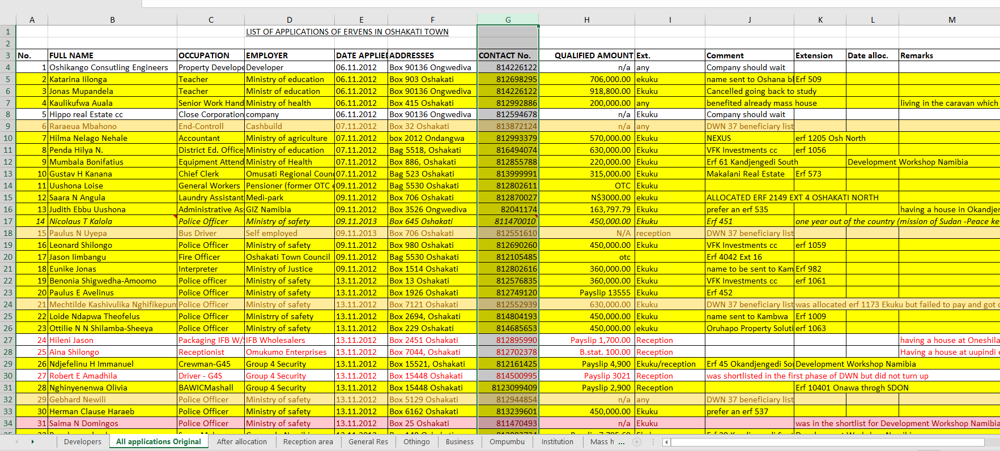 A B C D E F G H I J K L M
1 LIST OF APPLICATIONS OF ERVENS IN OSHAKATI TOWN
2
3 No. FULL NAME OCCUPATION EMPLOYER DATE APPLIE ADDRESSES CONTACT No. QUALIFIED AMOUNT Ext. Comment Extension Date alloc. Remarks
4 1 Oshikango Consutling Engineers Property Develope Developer 06.11.2012 Box 90136 Ongwediva 814226122 n/a any Company should wait
5 2 Katarina Iilonga Teacher Ministry of education 06.11.2012 Box 903 Oshakati 812698295 706,000.00 ekuku name sent to Oshana bl Erf 509
6 3 Jonas Mupandela Teacher Ministr of education 06.11.2012 Box 90136 Ongwediva 814226122 918,800.00 ekuku Cancelled going back to study
7 4 Kaulikufwa Auala Senior Work Hand Ministry of health 06.11.2012 Box 415 Oshakati 812992886 200,000.00 any benefited already mass house living in the caravan which
8 5 Hippo real Estate cc Close Corporation company 06.11.2012 Box 90136 Ongwediva 812594678 n/a Ekuku Company should wait
9 6 Raraeua Mbahono End-Controll Cashbuild 07.11.2012 Box 32 Oshakati 813872124 n/a any DWN 37 beneficiary list
10 7 Hilma Nelago Nehale Accountant Ministry of agriculture 07.11.2012 box 2012 Ondangwa 812993379 570,000.00 Ekuku NEXUS erf 1205 Osh North
11 8 Penda Hilya N. District Ed. Office Ministry of education 07.11.2012 Bag 5518, Oshakati 816494074 630,000.00 Ekuku VFK Investments cc erf 1056
12 9 Mumbala Bonifatius Equipment Attend Ministry of Health 07.11.2012 Box 886, Oshakati 812855788 220,000.00 Ekuku Erf 61 Kandjengedi South Development Workshop Namibia
13 10 Gustav H Kanana Chief Clerk Omusati Regional Coun 07.11.2012 Bag 523 Oshakati 813999991 315,000.00 Ekuku Makalani Real Estate Erf 573
14 11 Uushona Loise General Workers Pensioner (former OTC e 09.11.2012 Bag 5530 Oshakati 812802611 OTC Ekuku
15 12 Saara N Angula Laundry Assistant Medi-park 09.11.2012 Box 706 Oshakati 812870027 N$3000.00 ekuku ALLOCATED ERF 2149 EXT 4 OSHAKATI NORTH
16 13 Judith Ebbu Uushona Administrative As GIZ Namibia 09.11.2012 Box 3526 Ongwediva 82041174 163,797.79 Ekuku prefer an erf 535 having a house in Okandjer
17 14 Nicolaus T Kalola Police Officer Ministry of safety 09.11.2013 Box 645 Oshakati 811470010 450,000.00 Ekuku Erf 451 one year out of the country (mission of Sudan -Peace ke
18 15 Paulus N Uyepa Bus Driver Self employed 09.11.2013 Box 706 Oshakati 812551610 N/A reception DWN 37 beneficiary list
19 16 Leonard Shilongo Police Officer Ministry of safety 09.11.2012 Box 980 Oshakati 812690260 450,000.00 Ekuku VFK Investments cc erf 1059
20 17 Jason Iimbangu Fire Officer Oshakati Town Council 09.11.2012 Bag 5530 Oshakati 812105485 otc Erf 4042 Ext 16
21 18 Eunike Jonas Interpreter Ministry of Justice 09.11.2012 Box 1514 Oshakati 812802616 360,000.00 Ekuku name to be sent to Kam Erf 982
22 19 Benonia Shigwedha-Amoomo Police officer Ministry of safety 13.11.2012 Box 13 Oshakati 812576835 360,000.00 Ekuku VFK Investments cc erf 1061
23 20 Paulus E Avelinus Police Officer Ministry of safety 13.11.2012 Box 1926 Oshakati 812749120 Payslip 13555 Ekuku Erf 452
24 21 Mechtilde Kashivulika Nghifikepun Police Officer Ministry of safety 13.11.2012 Box 7121 Oshakati 812552939 630,000.00 Ekuku DWN 37 beneficiary list was allocated erf 1173 Ekuku but failed to pay and got
25 22 Loide Ndapwa Theofelus Police Officer Ministrry of safety 13.11.2012 Box 2694, Oshakati 814804193 450,000.00 Ekuku name sent to Kambwa Erf 1009
26 23 Ottilie N N Shilamba-Sheeya Police Officer Ministry of safety 13.11.2012 Box 229 Oshakati 814685653 450,000.00 ekuku Oruhapo Property Soluti erf 1063
27 24 Hileni Jason Packaging IFB W/ IFB Wholesalers 13.11.2012 Box 2451 Oshakati 812895990 Payslip 1,700.00 Reception having a house at Oneshila
28 25 Aina Shilongo Receptionist Omukumo Enterprises 13.11.2012 Box 7044, Oshakati 812702378 B.stat. 100.00 Reception Having a house at uupindi
29 26 Ndjefelinu H Immanuel Crewman-G45 Group 4 Security 13.11.2012 Box 15521, Oshakati 812161425 Payslip 4,900 Ekuku/reception Erf 45 Okandjengedi So Development Workshop Namibia
30 27 Robert E Amadhila Driver - G4S Group 4 Security 13.11.2012 Box 15448 Oshakati 814500995 Payslip 3021 Reception was shortlisted in the first phase of DWN but did not turn up
31 28 Nghinyenenwa Olivia BAWICMashall Group 4 Security 13.11.2012 Box 15448 Oshakati 8123099409 Payslip 2,900 Reception Erf 10401 Onawa throgh SDON
32 29 Gebhard Newili Police Officer Ministry of safety 13.11.2012 Box 5129 Oshakati 812944854 n/a any DWN 37 beneficiary list
33 30 Herman Clause Haraeb Police Officer Ministry of safety 13.11.2012 Box 6162 Oshakati 813239601 450,000.00 Ekuku prefer an erf 537
34 31 Saima N Domingos Police Officer Ministry of safety 13.11.2012 Box 25 Oshakati 811470493 n/a Ekuku was in the shortlist for Development Workshop Namibia
Developers All applications Original After allocation Reception area General Res Othingo Business Ompumbu Institution Mass h ...